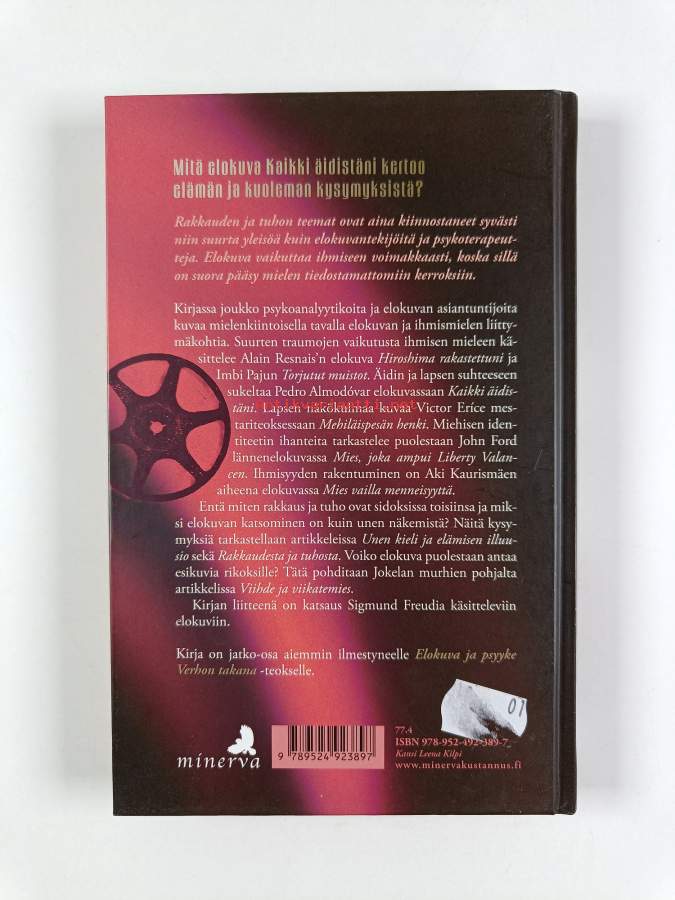 Mitä elokuva Kaikki äidistäni kertoo
elämän ja kuoleman kysymyksistä?
Rakkauden ja tuhon teemat ovat aina kiinnostaneet syvästi
niin suurta yleisöä kuin elokuvantekijöitä ja psykoterapeut-
teja. Elokuva vaikuttaa ihmiseen voimakkaasti, koska sillä
on suora pääsy mielen tiedostamattomiin kerroksiin.
Kirjassa joukko psykoanalyytikoita ja elokuvan asiantuntijoita
kuvaa mielenkiintoisella tavalla elokuvan ja ihmismielen liitty-
mäkohtia. Suurten traumojen vaikutusta ihmisen mieleen kä-
sittelee Alain Resnais'n elokuva Hiroshima rakastettuni ja
Imbi Pajun Torjutut muistot. Äidin ja lapsen suhteeseen
sukeltaa Pedro Almodóvar elokuvassaan Kaikki äidis-
täni. Lapsen näkökulmaa kuvaa Victor Eríce mes-
tariteoksessaan Mehiläispesän henki. Miehisen iden-
titeetin ihanteita tarkastelee puolestaan John Ford
lännenelokuvassa Mies, joka ampui Liberty Valan-
cen. Ihmisyyden rakentuminen on Aki Kaurismäen
aiheena elokuvassa Mies vailla menneisyyttä.
Entä miten rakkaus ja tuho ovat sidoksissa toisiinsa ja mik-
si elokuvan katsominen on kuin unen näkemistä? Näitä kysy-
myksiä tarkastellaan artikkeleissa Unen kieli ja elämisen illuu-
sio sekä Rakkaudesta ja tuhosta. Voiko elokuva puolestaan antaa
esikuvia rikoksille? Tätä pohditaan Jokelan murhien pohjalta
artikkelissa Viihde ja viikatemies.
Kirjan liitteenä on katsaus Sigmund Freudia käsitteleviin
elokuviin.
Kirja on jatko-osa aiemmin ilmestyneelle Elokuva ja psyyke
Verhon takana -teokselle.
minerva
9 789524 923897
77.4
ISBN 978-952-492-389-7
Kansi Leena Kilpi
www.minervakustannus.fi
01